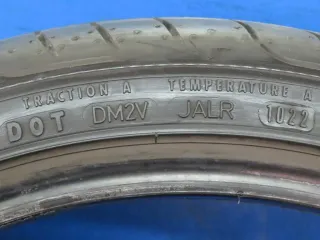 TRACTION A TEMPERATURE A
DOT DM2V JALR 1022